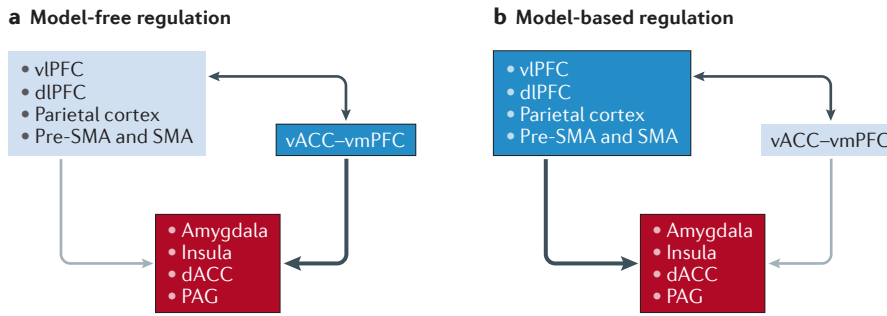 a Model-free regulation
• vlPFC
• dlPFC
• Parietal cortex
• Pre-SMA and SMA
vACC–vmPFC
• Amygdala
• Insula
• dACC
• PAG
b Model-based regulation
• vlPFC
• dlPFC
• Parietal cortex
• Pre-SMA and SMA
vACC–vmPFC
• Amygdala
• Insula
• dACC
• PAG